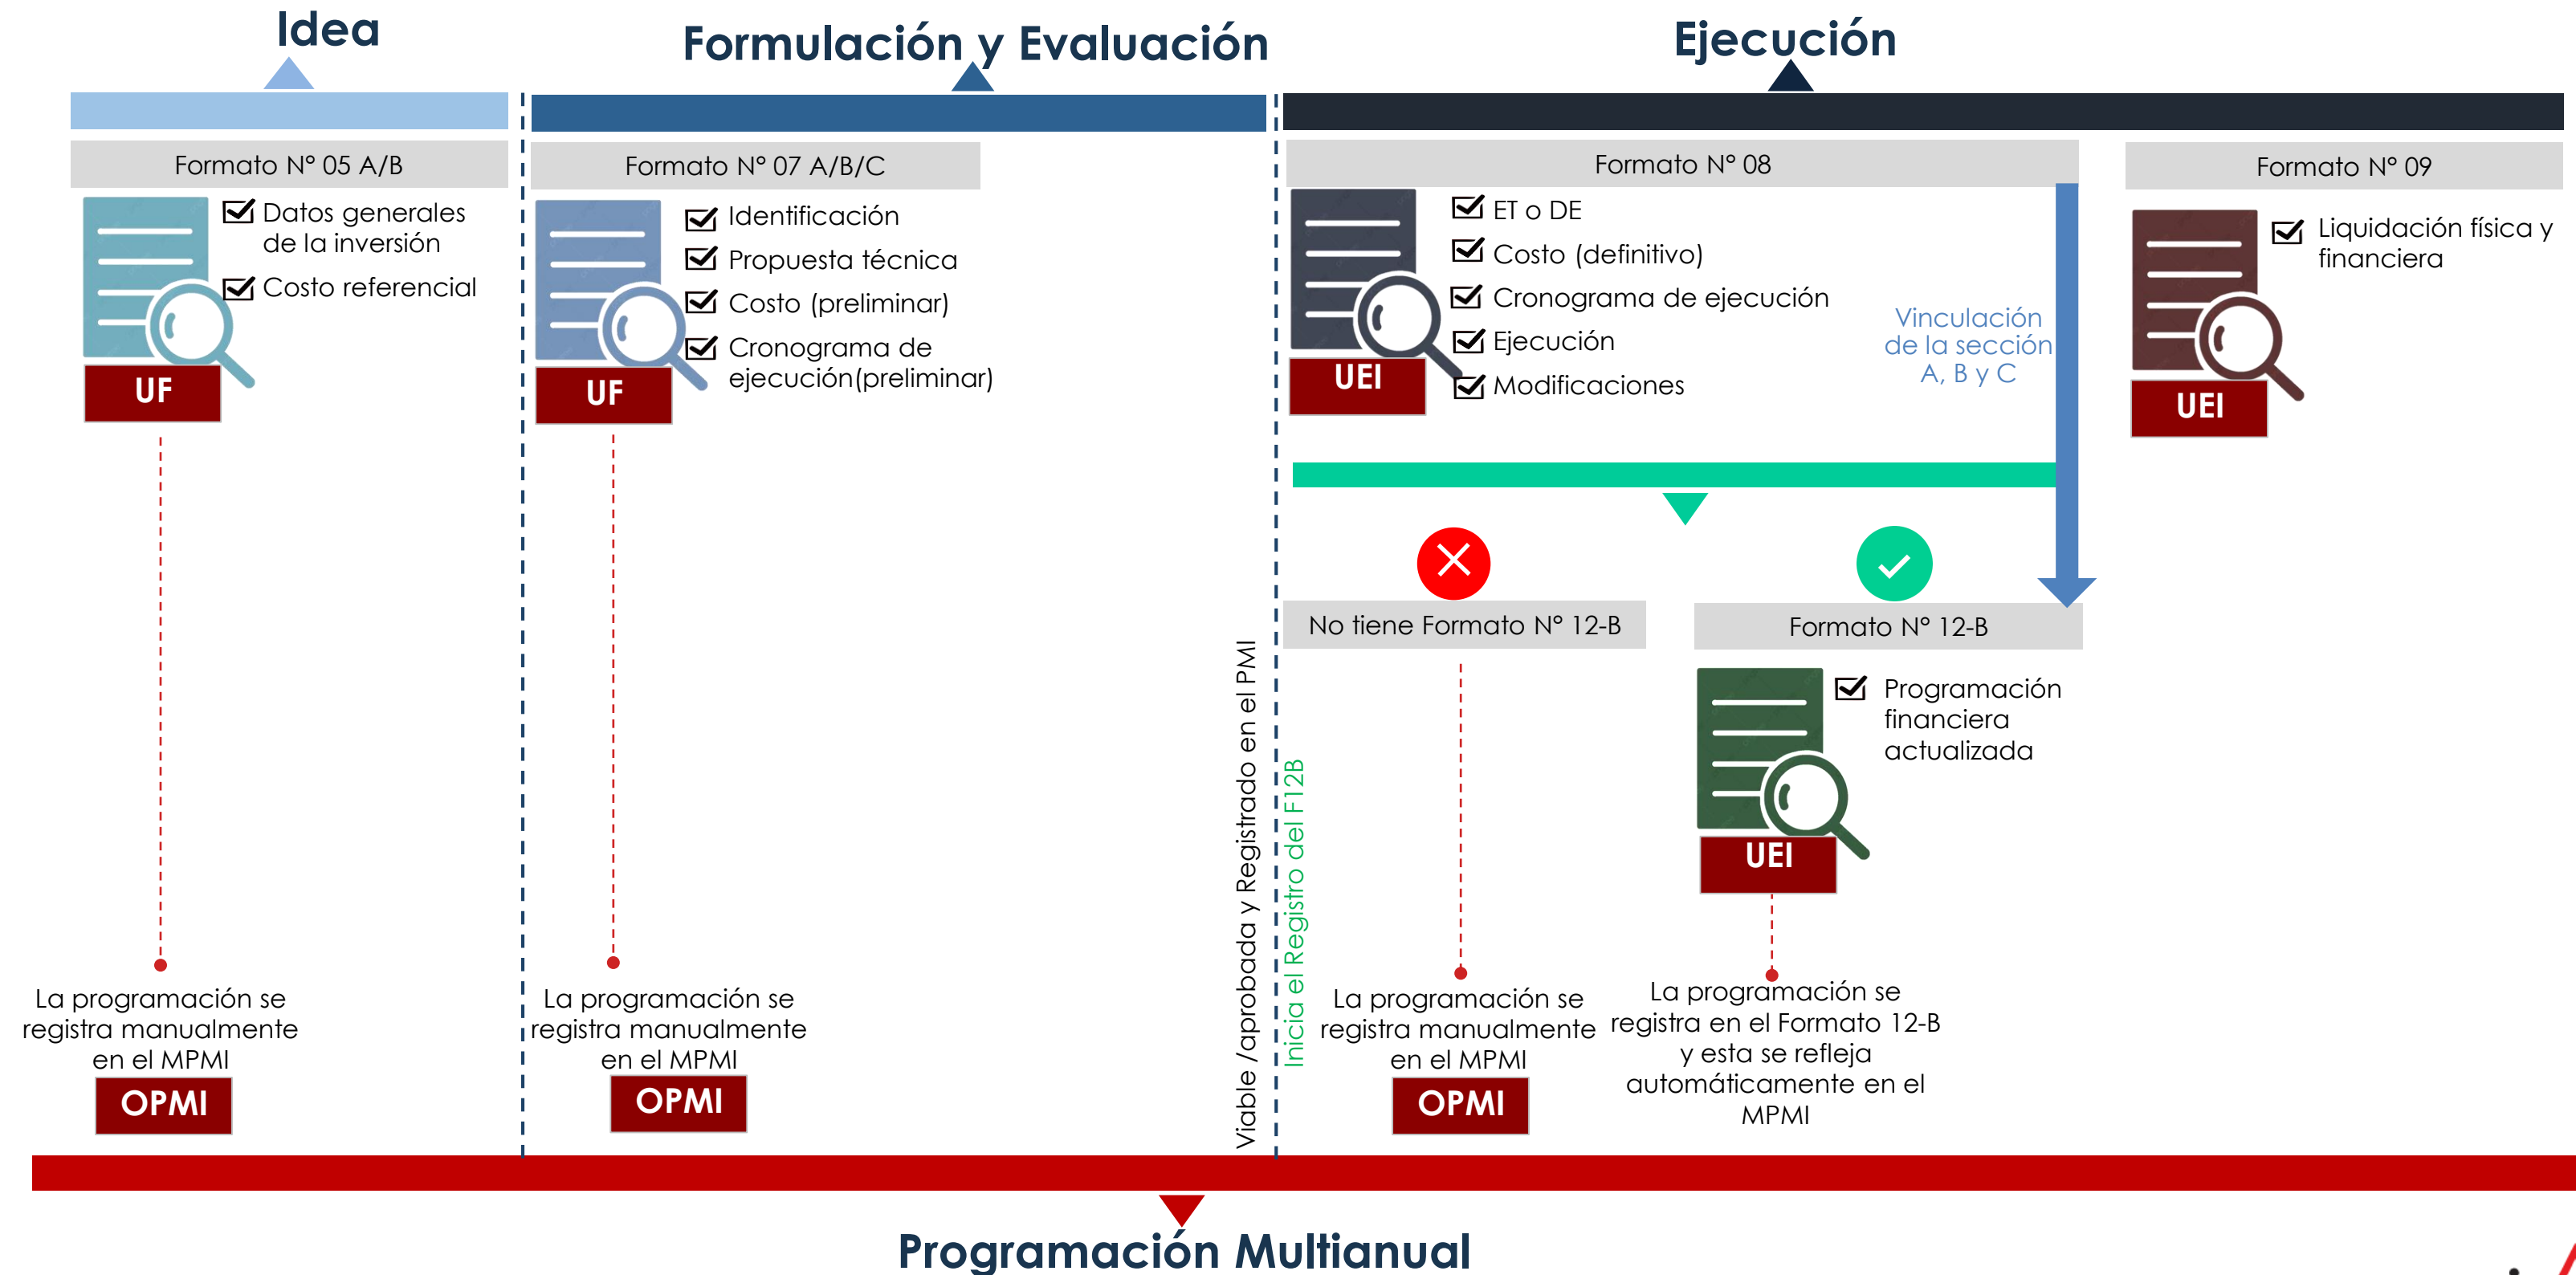 Idea
Formulación y Evaluación
Ejecución
Formato N° 05 A/B
Datos generales
de la inversión
Costo referencial
UF
La programación se
registra manualmente
en el MPMI
OPMI
Formato N° 07 A/B/C
Identificación
Propuesta técnica
Costo (preliminar)
Cronograma de
ejecución(preliminar)
UF
La programación se
registra manualmente
en el MPMI
OPMI
Viable /aprobada y Registrado en el PMI
Inicia el Registro del F12B
Formato N° 08
ET o DE
Costo (definitivo)
Cronograma de ejecución
Ejecución
Modificaciones
UEI
Vinculación
de la sección
A, B y C
Formato N° 09
Liquidación física y
financiera
UEI
No tiene Formato N° 12-B
La programación se
registra manualmente
en el MPMI
OPMI
Formato N° 12-B
Programación
financiera
actualizada
UEI
La programación se
registra en el Formato 12-B
y esta se refleja
automáticamente en el
MPMI
Programación Multianual